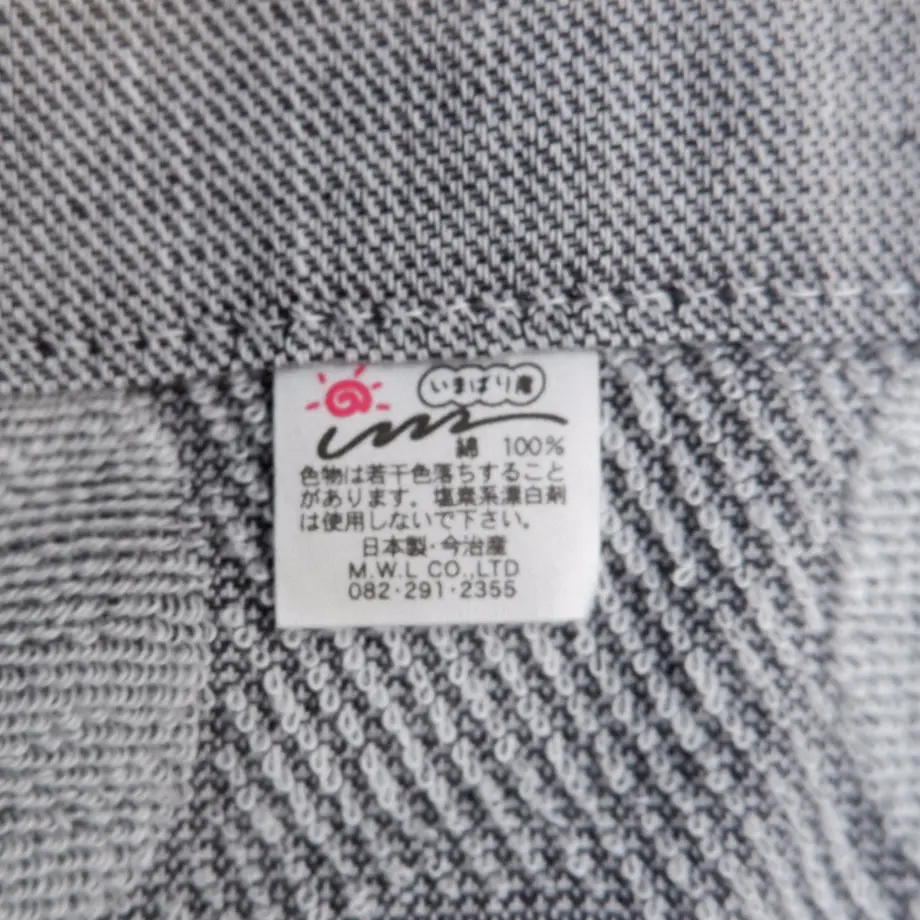 いまばり産
綿 100%
色物は若干色落ちすること
があります。塩素系漂白剤
は使用しないで下さい。
日本製・今治産
M.W.L CO.,LTD
082・291・2355